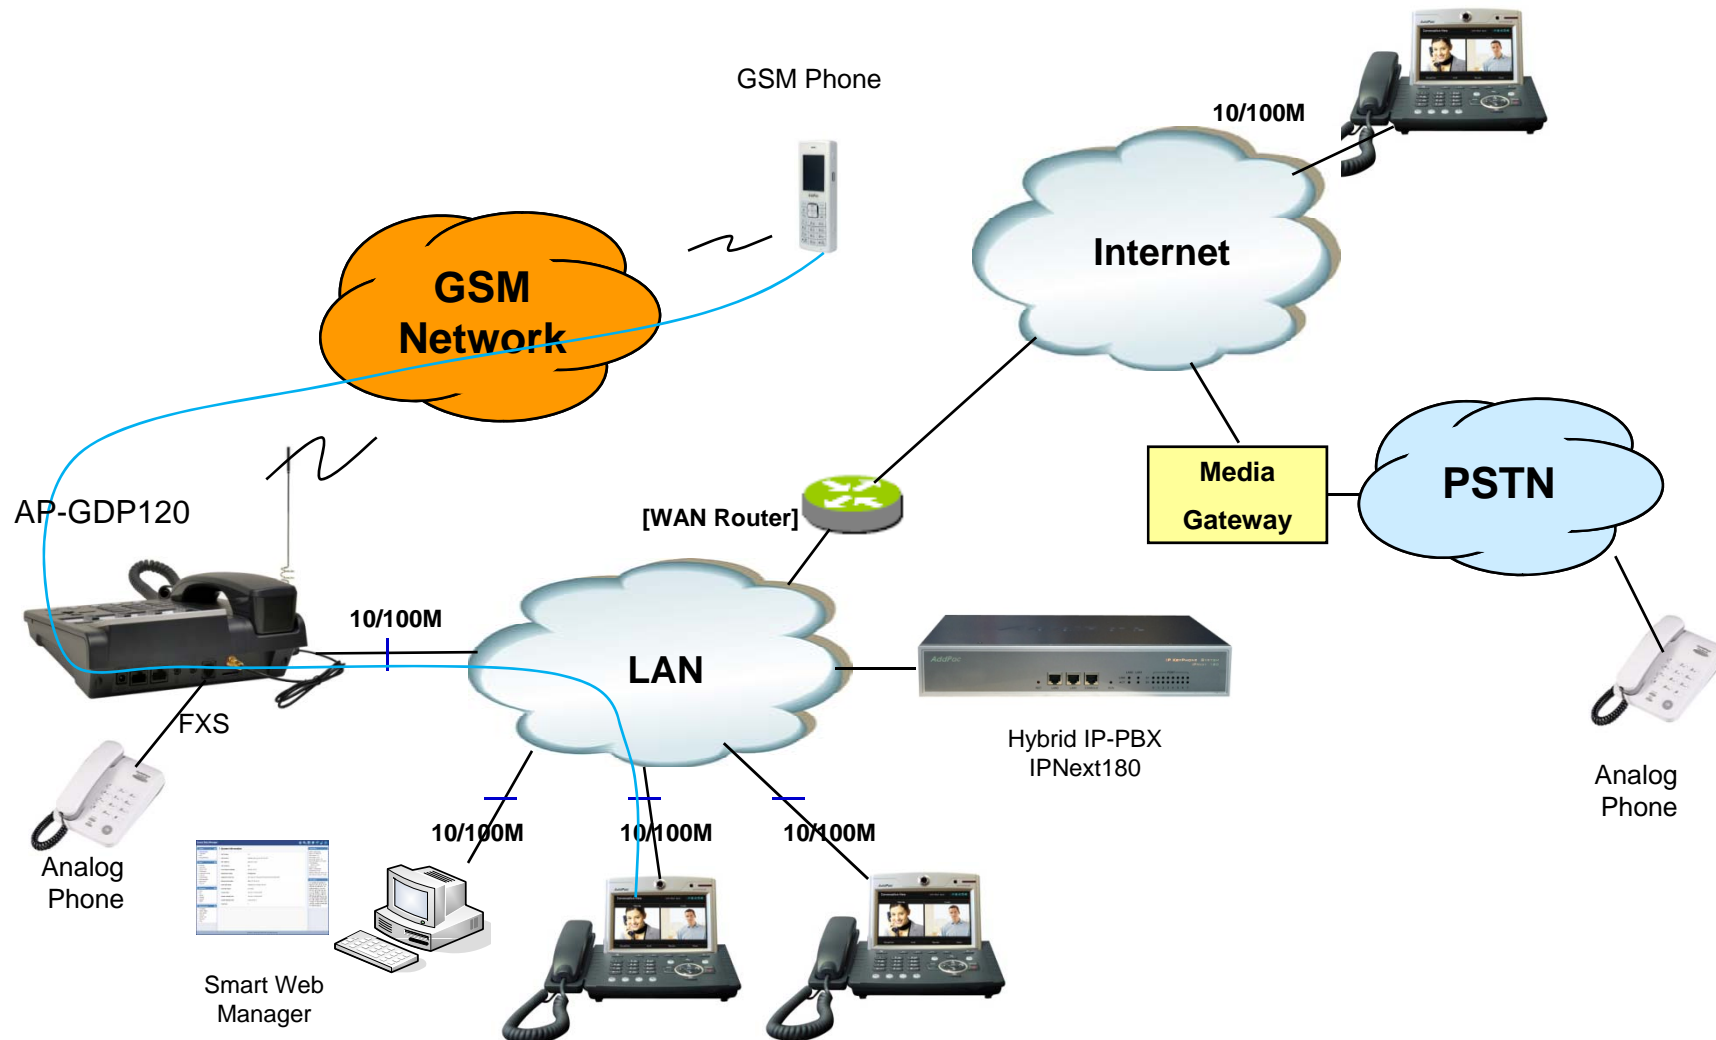 GSM Phone
10/100M
Internet
GSM
Network
Media
Gateway
PSTN
AP-GDP120
[WAN Router]
10/100M
LAN
AddPac
FXS
Hybrid IP-PBX
IPNext180
Analog
Phone
10/100M
10/100M
10/100M
Analog
Phone
Smart Web
Manager